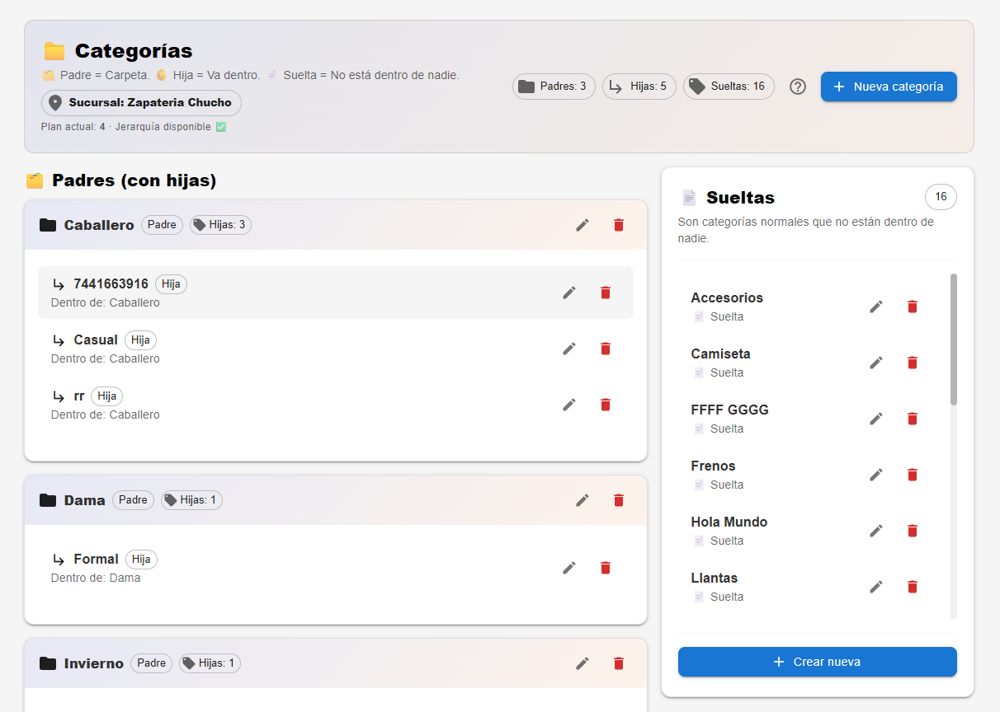 Categorías
Padre = Carpeta. Hija = Va dentro. Suelta = No está dentro de nadie.
Sucursal: Zapateria Chucho
Plan actual: 4 · Jerarquía disponible ✅
Padres: 3
Hijas: 5
Sueltas: 16
Nueva categoría
Padres (con hijas)
Caballero Padre Hijas: 3
7441663916 Hija
Dentro de: Caballero
Casual Hija
Dentro de: Caballero
rr Hija
Dentro de: Caballero
Dama Padre Hijas: 1
Formal Hija
Dentro de: Dama
Invierno Padre Hijas: 1
Sueltas 16
Son categorías normales que no están dentro de
nadie.
Accesorios
Suelta
Camiseta
Suelta
FFFF GGGG
Suelta
Frenos
Suelta
Hola Mundo
Suelta
Llantas
Suelta
Crear nueva